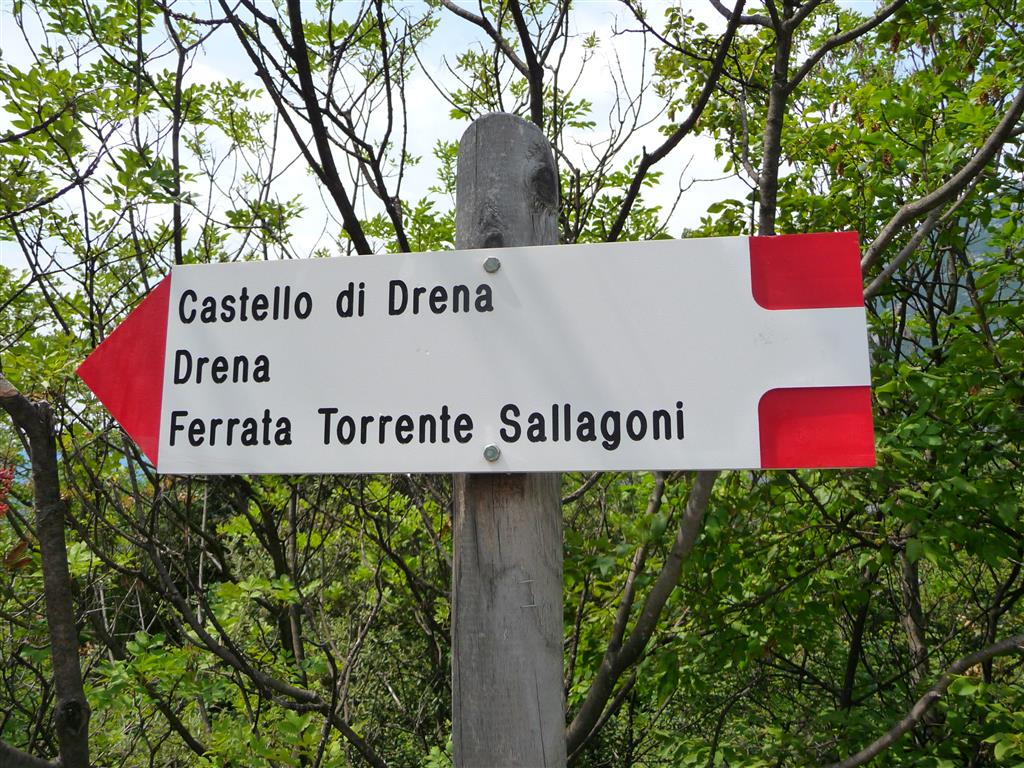 Castello di Drena
Drena
Ferrata Torrente Sallagoni